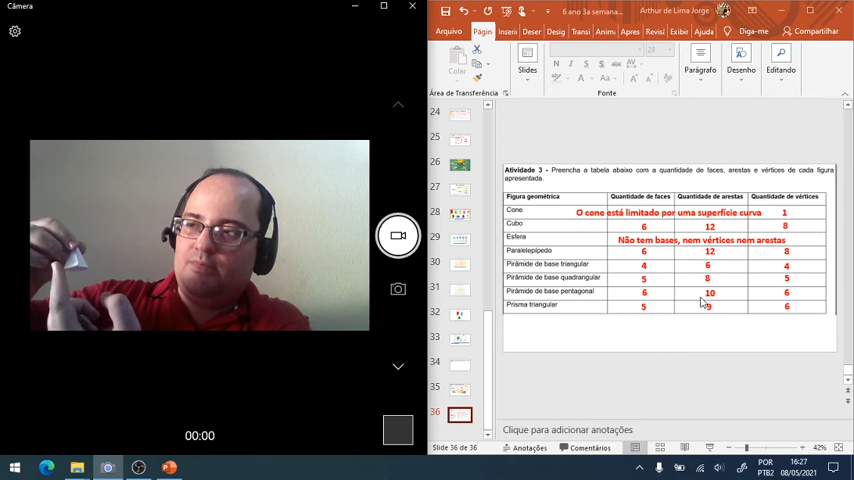 Câmera
00:00
6 ano 3a semana...
Arthur de Lima Jorge
Arquivo
Págin
Inseri
Deser
Desig
Trans
Anima
Apres
Revisí
Exibir
Ajuda
Diga-me
Compartilhar
Colar
Slides
Parágrafo
Desenho
Editando
28
N I S S
Aa
A
Área de Transferência
Fonte
24
25
26
27
28
29
30
31
32
33
34
35
36
Atividade 3 - Preencha a tabela abaixo com a quantidade de faces, arestas e vértices de cada figura
apresentada.
Figura geométrica Quantidade de faces Quantidade de arestas Quantidade de vértices
Cone O cone está limitado por uma superfície curva 1
Cubo 6 12 8
Esfera Não tem bases, nem vértices nem arestas
Paralelepípedo 6 12 8
Pirâmide de base triangular 4 6 4
Pirâmide de base quadrangular 5 8 5
Pirâmide de base pentagonal 6 10 6
Prisma triangular 5 9 6
Clique para adicionar anotações
Slide 36 de 36
Anotações
Comentários
42%
POR
PTB2
16:27
08/05/2021